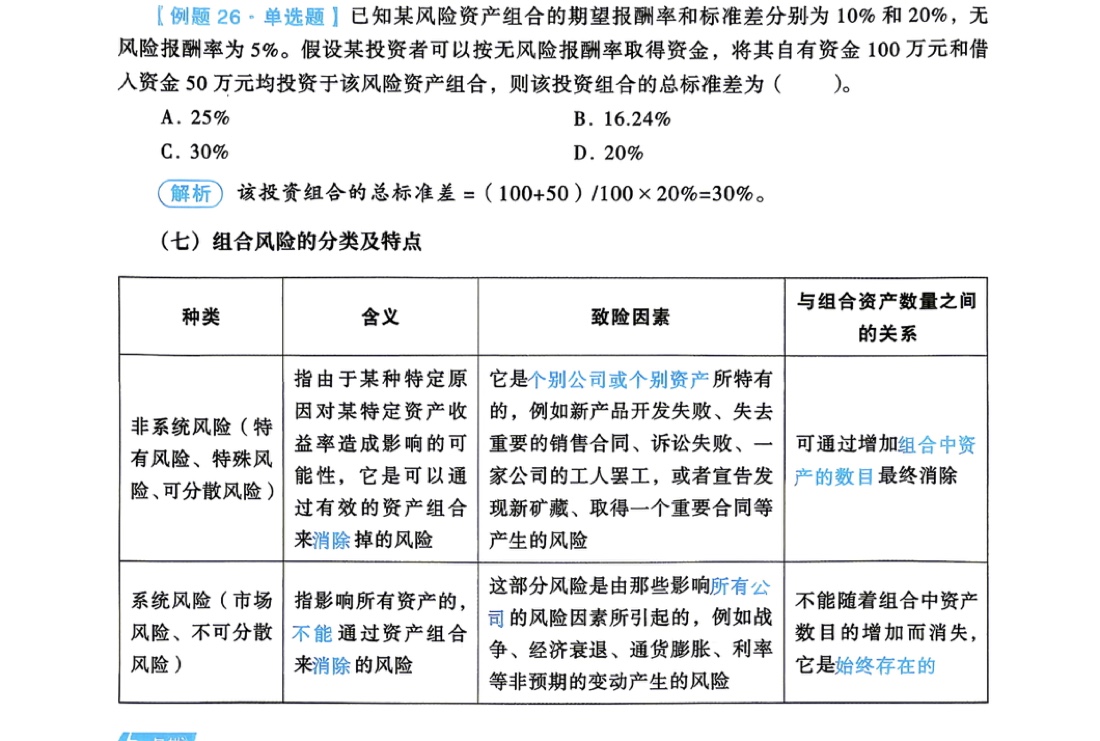 【例题 26·单选题】已知某风险资产组合的期望报酬率和标准差分别为 10% 和 20%，无
风险报酬率为 5%。假设某投资者可以按无风险报酬率取得资金，将其自有资金 100 万元和借
入资金 50 万元均投资于该风险资产组合，则该投资组合的总标准差为（　　）。
A. 25%
B. 16.24%
C. 30%
D. 20%
解析 该投资组合的总标准差 =（100+50）/100×20%=30%。
（七）组合风险的分类及特点
种类
含义
致险因素
与组合资产数量之间
的关系
非系统风险（特
有风险、特殊风
险、可分散风险）
指由于某种特定原
因对某特定资产收
益率造成影响的可
能性，它是可以通
过有效的资产组合
来消除掉的风险
它是个别公司或个别资产所特有
的，例如新产品开发失败、失去
重要的销售合同、诉讼失败、一
家公司的工人罢工，或者宣告发
现新矿藏、取得一个重要合同等
产生的风险
可通过增加组合中资
产的数目最终消除
系统风险（市场
风险、不可分散
风险）
指影响所有资产的，
不能通过资产组合
来消除的风险
这部分风险是由那些影响所有公
司的风险因素所引起的，例如战
争、经济衰退、通货膨胀、利率
等非预期的变动产生的风险
不能随着组合中资产
数目的增加而消失，
它是始终存在的